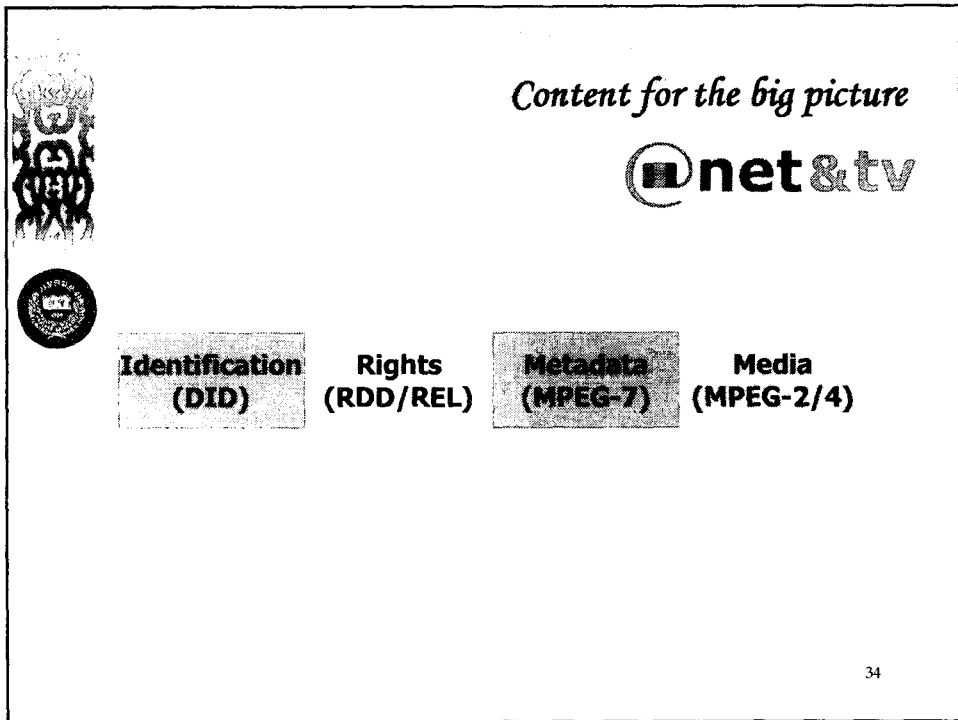 Content for the big picture
net&tv
Identification
(DID)
Rights
(RDD/REL)
Metadata
(MPEG-7)
Media
(MPEG-2/4)
34